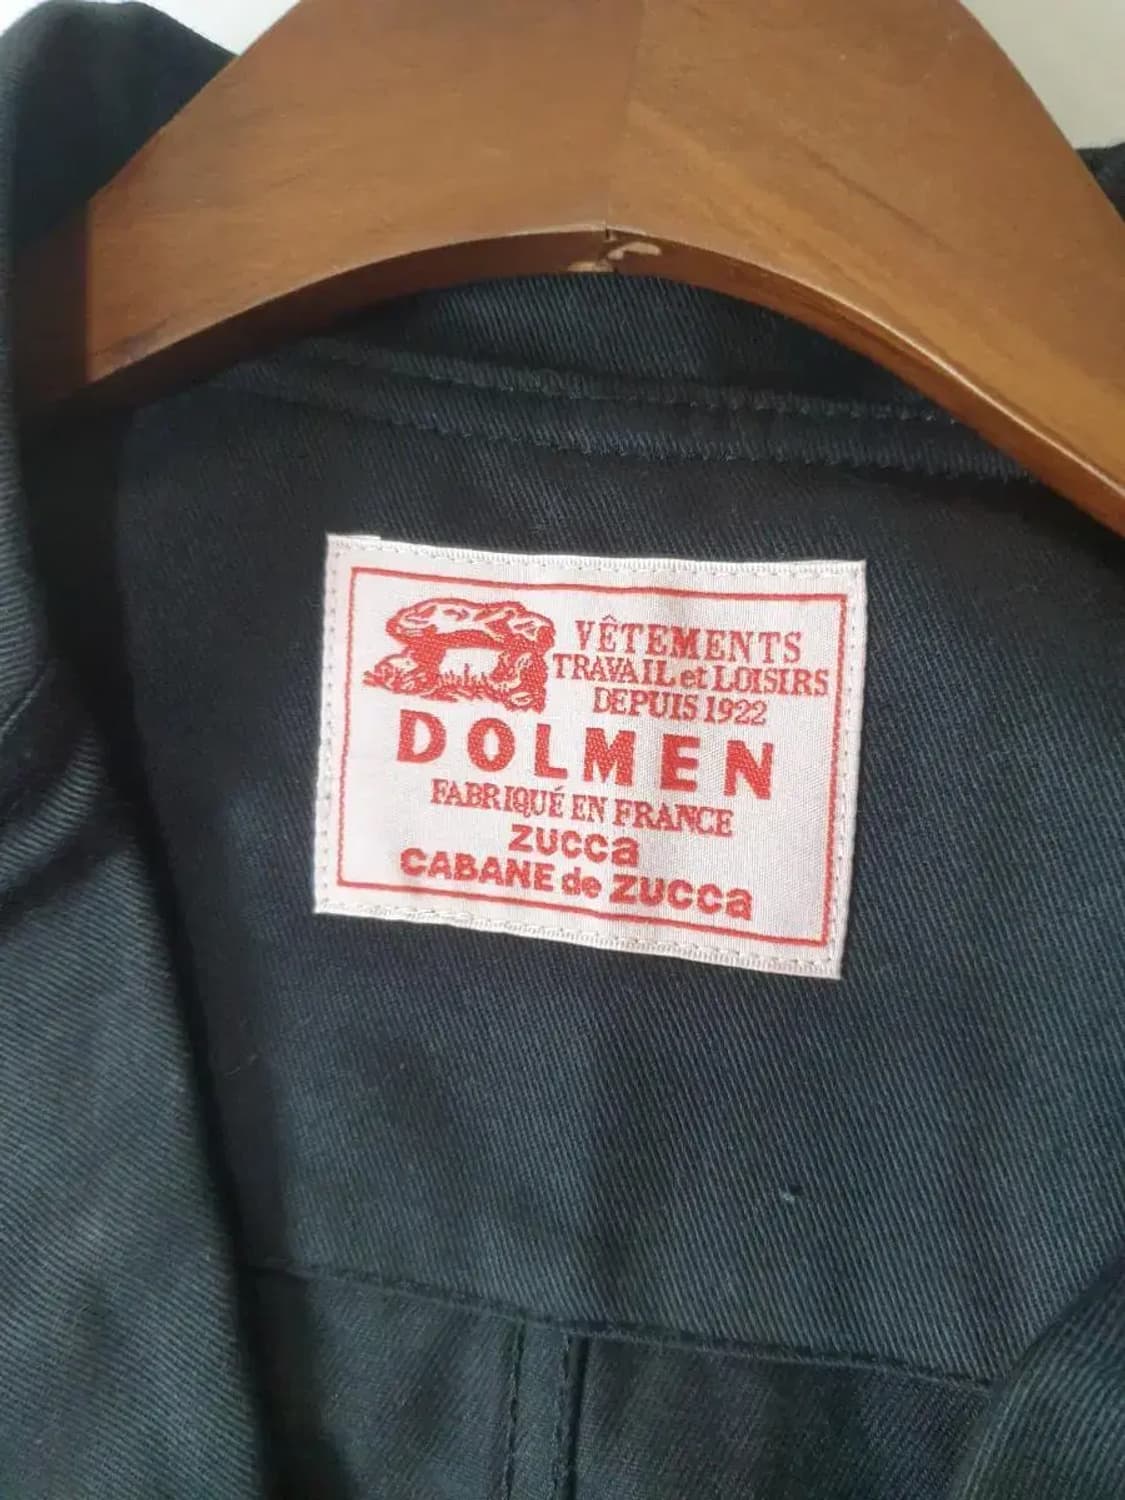 VÊTEMENTS
TRAVAIL et LOISIRS
DEPUIS 1922
DOLMEN
FABRIQUÉ EN FRANCE
zucca
CABANE de zucca